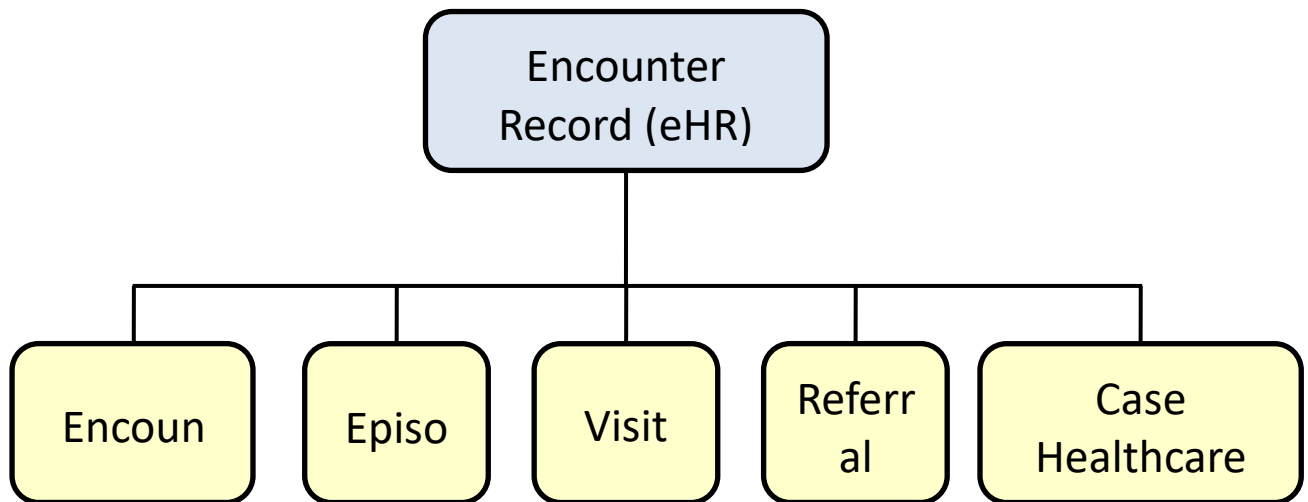 Encounter
Record (eHR)
Encoun
Episo
Visit
Referr
al
Case
Healthcare